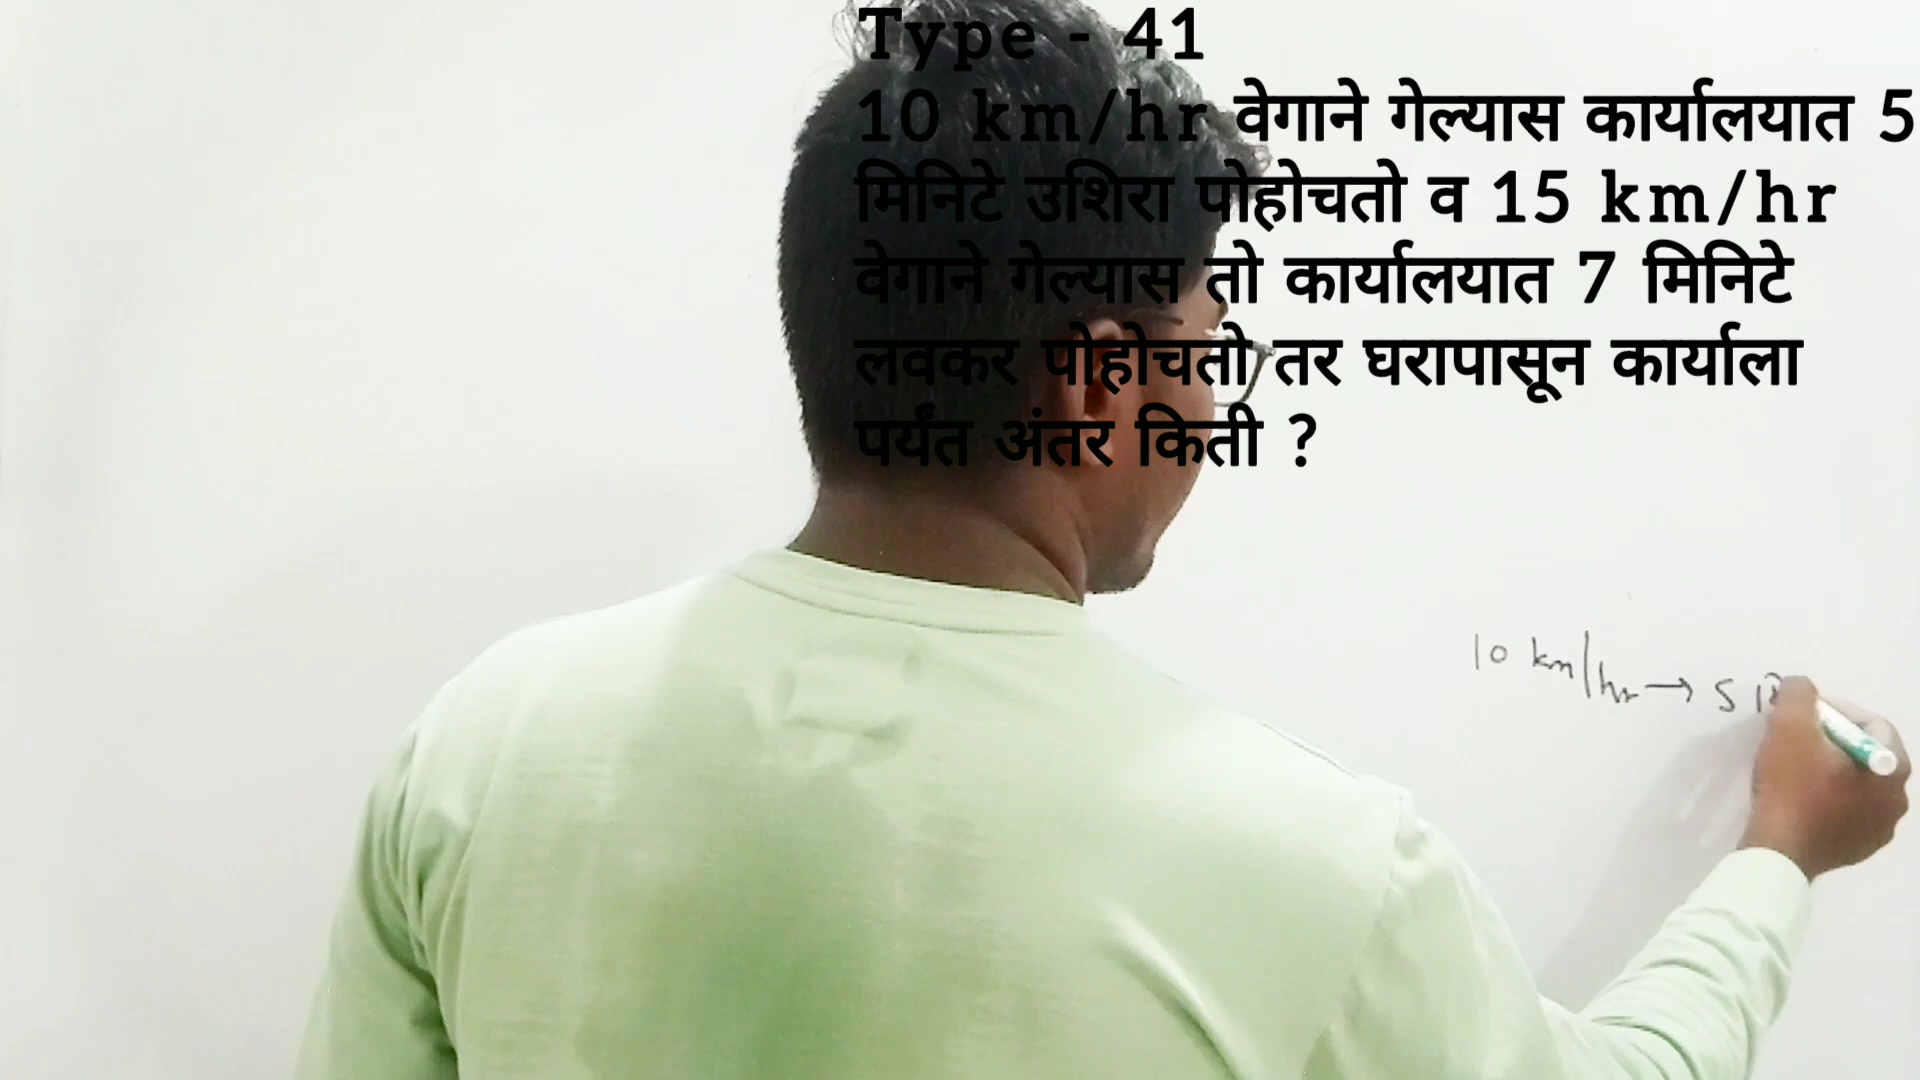 Type - 41
10 km/hr वेगाने गेल्यास कार्यालयात 5
मिनिटे उशिरा पोहोचतो व 15 km/hr
वेगाने गेल्यास तो कार्यालयात 7 मिनिटे
लवकर पोहोचतो तर घरापासून कार्याला
पर्यंत अंतर किती ?
10 km/hr → 5